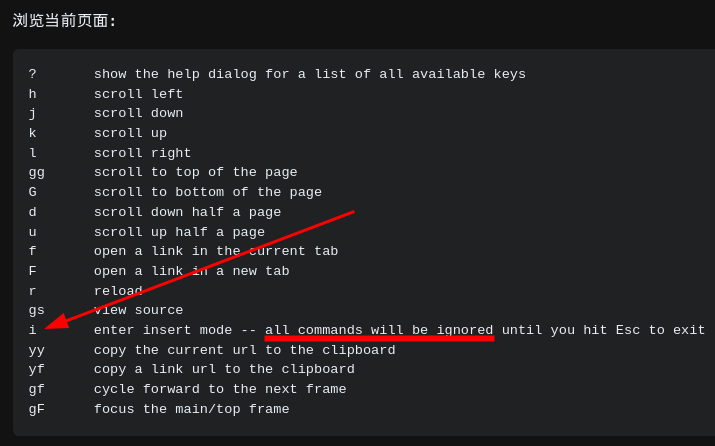 浏览当前页面:
? show the help dialog for a list of all available keys
h scroll left
j scroll down
k scroll up
l scroll right
gg scroll to top of the page
G scroll to bottom of the page
d scroll down half a page
u scroll up half a page
f open a link in the current tab
F open a link in a new tab
r reload
gs view source
i enter insert mode -- all commands will be ignored until you hit Esc to exit
yy copy the current url to the clipboard
yf copy a link url to the clipboard
gf cycle forward to the next frame
gF focus the main/top frame